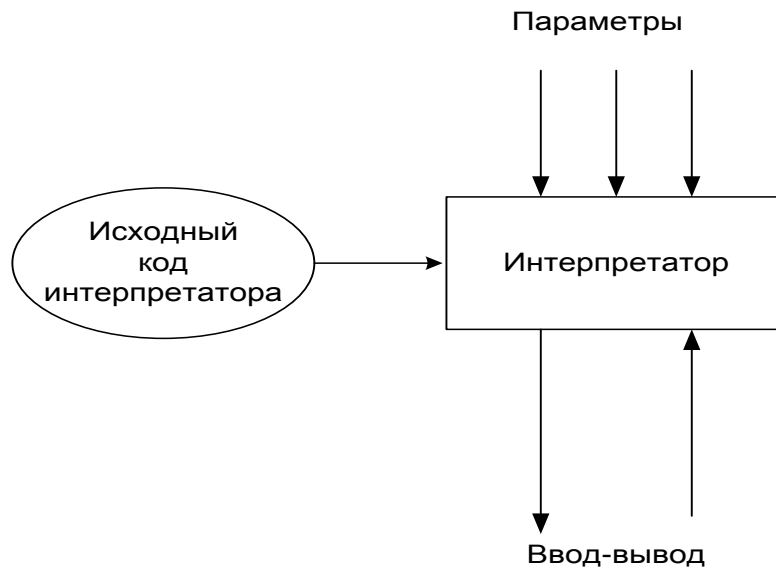 Параметры
Исходный
код
интерпретатора
Интерпретатор
Ввод-вывод